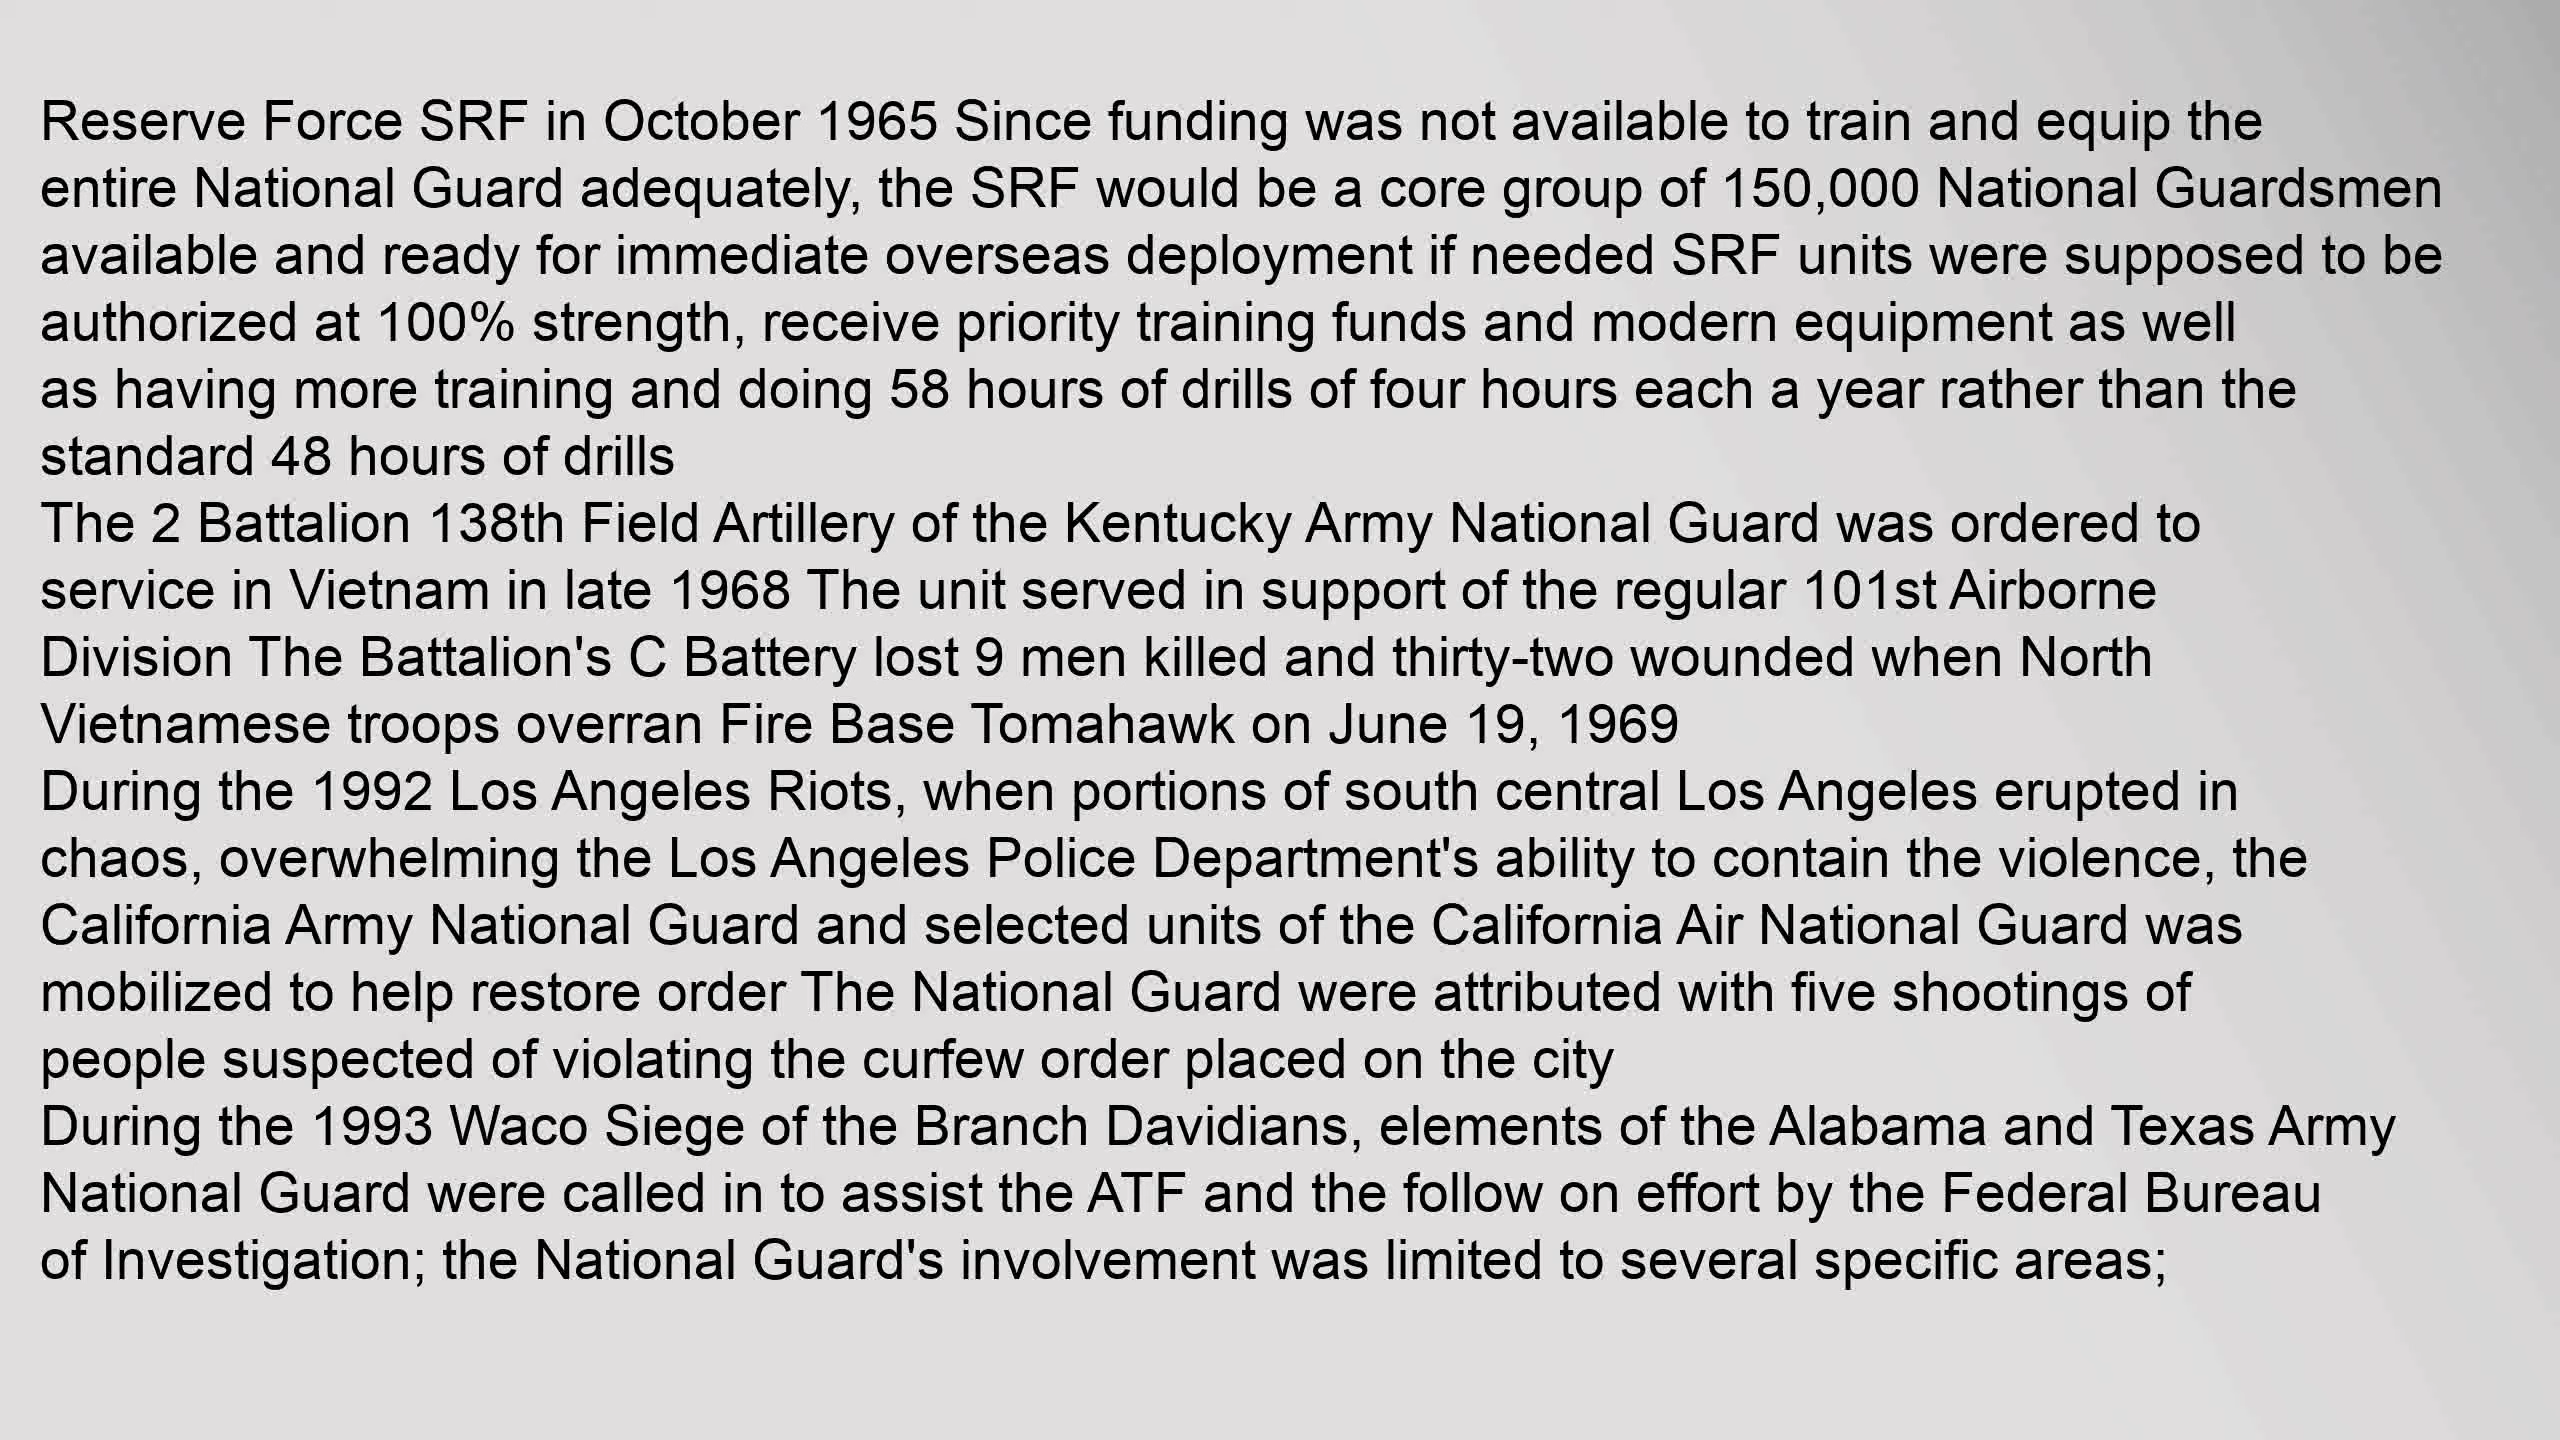 Reserve Force SRF in October 1965 Since funding was not available to train and equip the
entire National Guard adequately, the SRF would be a core group of 150,000 National Guardsmen
available and ready for immediate overseas deployment if needed SRF units were supposed to be
authorized at 100% strength, receive priority training funds and modern equipment as well
as having more training and doing 58 hours of drills of four hours each a year rather than the
standard 48 hours of drills
The 2 Battalion 138th Field Artillery of the Kentucky Army National Guard was ordered to
service in Vietnam in late 1968 The unit served in support of the regular 101st Airborne
Division The Battalion's C Battery lost 9 men killed and thirty-two wounded when North
Vietnamese troops overran Fire Base Tomahawk on June 19, 1969
During the 1992 Los Angeles Riots, when portions of south central Los Angeles erupted in
chaos, overwhelming the Los Angeles Police Department's ability to contain the violence, the
California Army National Guard and selected units of the California Air National Guard was
mobilized to help restore order The National Guard were attributed with five shootings of
people suspected of violating the curfew order placed on the city
During the 1993 Waco Siege of the Branch Davidians, elements of the Alabama and Texas Army
National Guard were called in to assist the ATF and the follow on effort by the Federal Bureau
of Investigation; the National Guard's involvement was limited to several specific areas;